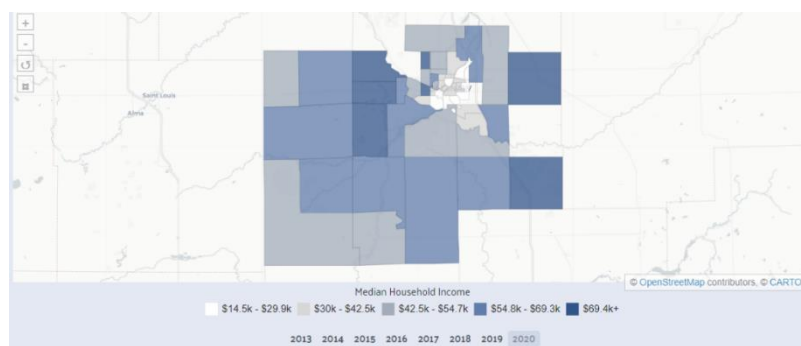 +
-
Saint Louis
Alma
© OpenStreetMap contributors, © CARTO
Median Household Income
$14.5k - $29.9k $30k - $42.5k $42.5k - $54.7k $54.8k - $69.3k $69.4k+
2013 2014 2015 2016 2017 2018 2019 2020